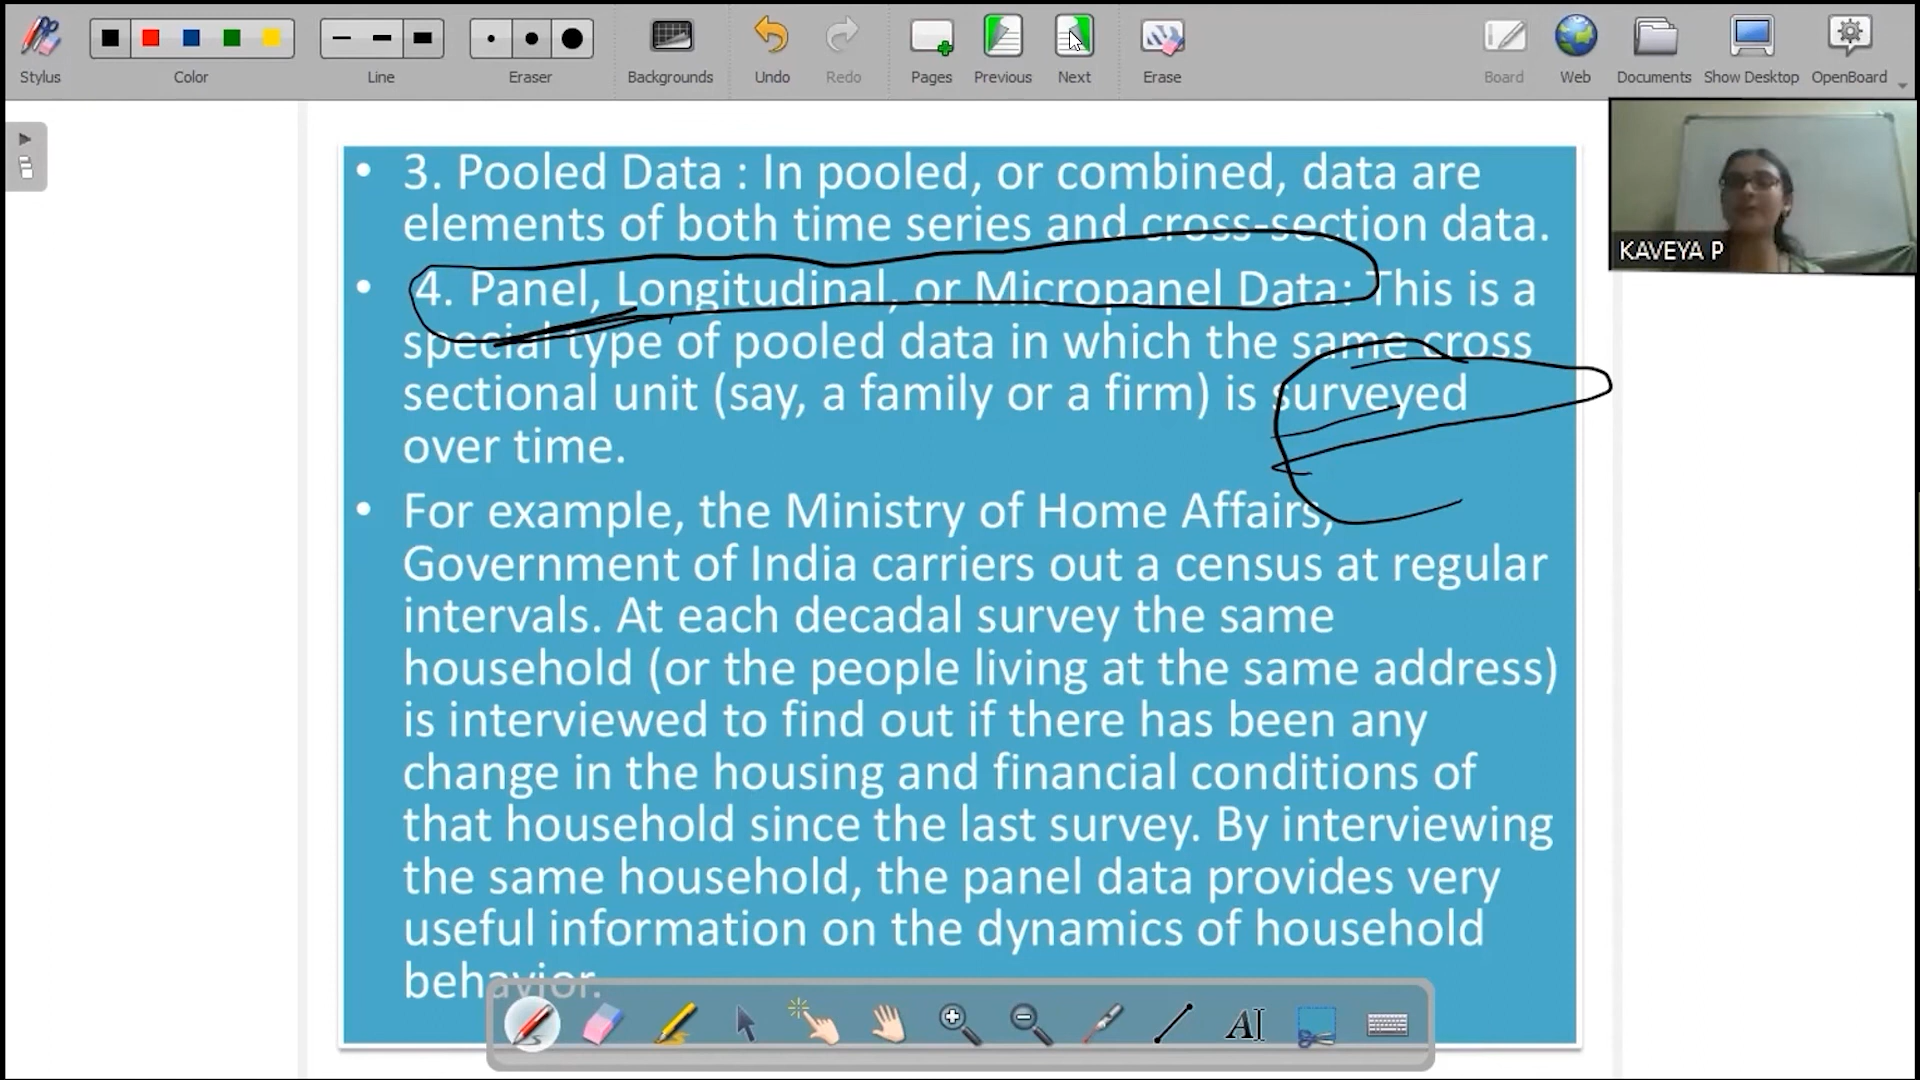 Stylus
Color
Line
Eraser
Backgrounds
Undo
Redo
Pages
Previous
Next
Erase
Board
Web
Documents
Show Desktop
OpenBoard
KAVEYA P
• 3. Pooled Data : In pooled, or combined, data are
elements of both time series and cross-section data.
• 4. Panel, Longitudinal, or Micropanel Data: This is a
special type of pooled data in which the same cross
sectional unit (say, a family or a firm) is surveyed
over time.
• For example, the Ministry of Home Affairs,
Government of India carriers out a census at regular
intervals. At each decadal survey the same
household (or the people living at the same address)
is interviewed to find out if there has been any
change in the housing and financial conditions of
that household since the last survey. By interviewing
the same household, the panel data provides very
useful information on the dynamics of household
behavior.